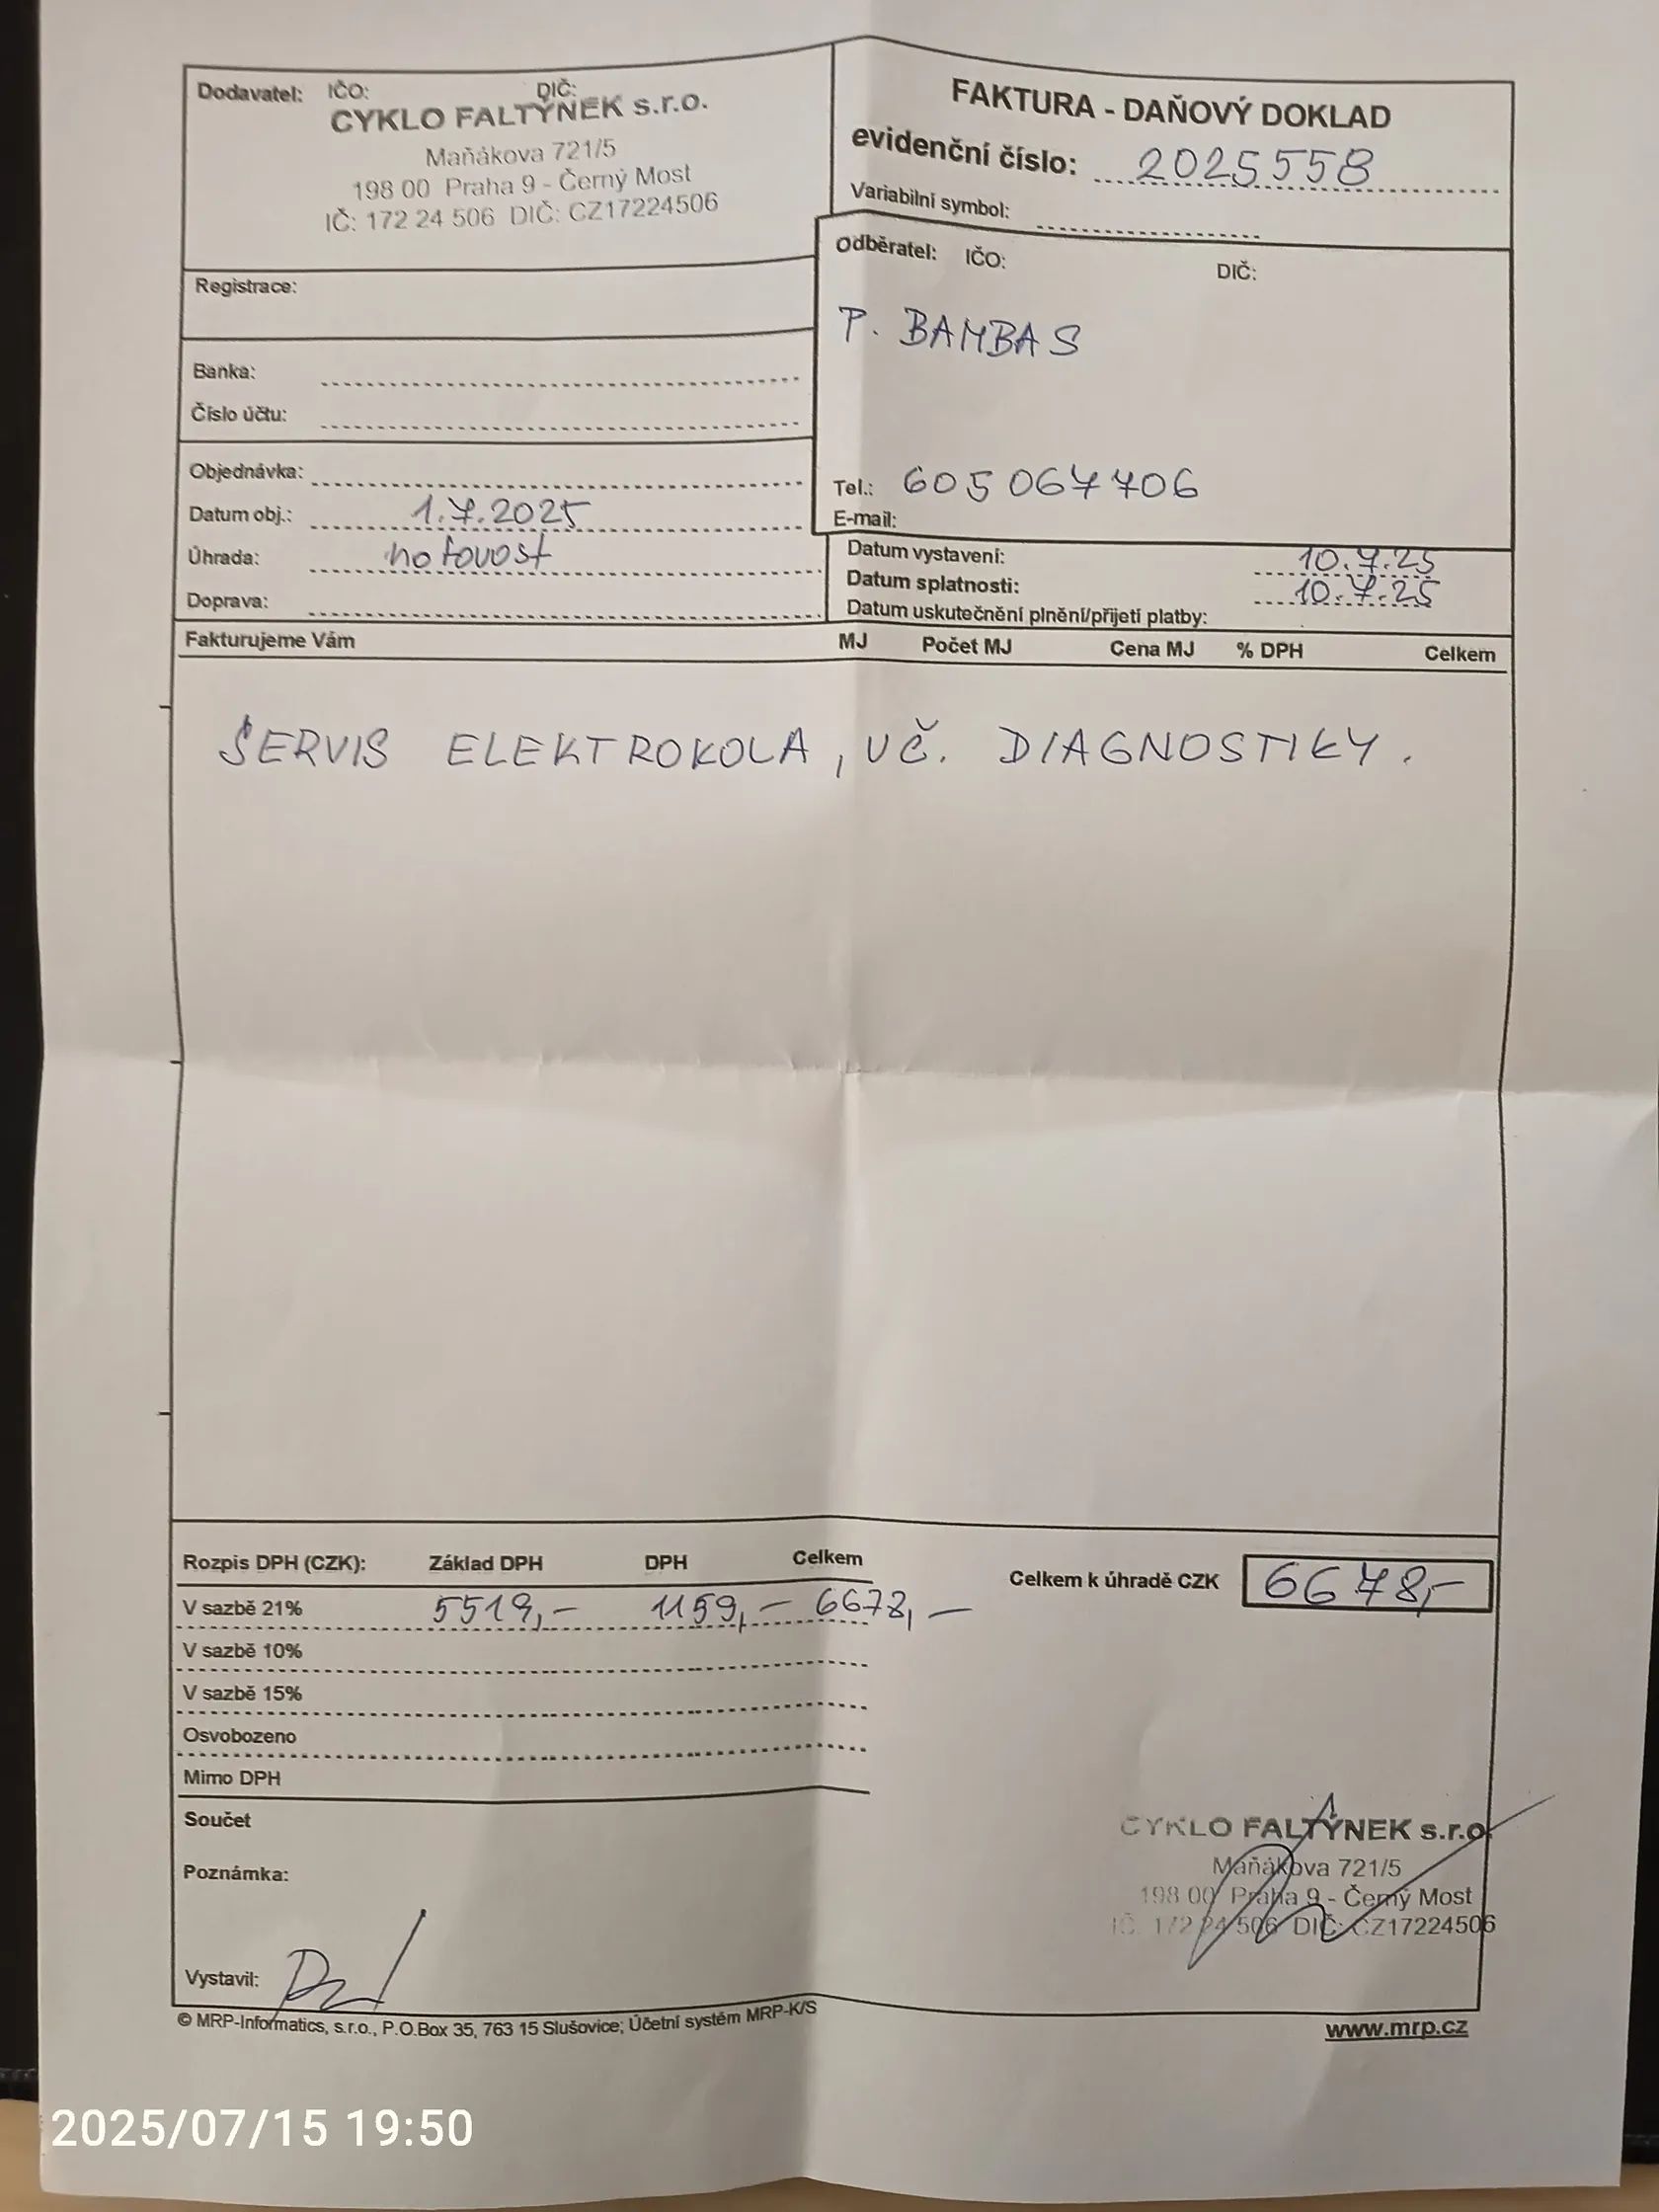 Dodavatel: IČO: DIČ:
CYKLO FALTÝNEK s.r.o.
Maňákova 721/5
198 00 Praha 9 - Černý Most
IČ: 172 24 506 DIČ: CZ17224506
FAKTURA - DAŇOVÝ DOKLAD
evidenční číslo: 2025558
Variabilní symbol:
Registrace:
Banka:
Číslo účtu:
Odběratel: IČO: DIČ:
P. BAMBAS
Tel.: 605 067 706
E-mail:
Objednávka:
Datum obj.: 1.7.2025
Úhrada: hotovost
Doprava:
Datum vystavení: 10.7.25
Datum splatnosti: 10.7.25
Datum uskutečnění plnění/přijetí platby:
Fakturujeme Vám MJ Počet MJ Cena MJ % DPH Celkem
SERVIS ELEKTROKOLA, UČ. DIAGNOSTIKY.
Rozpis DPH (CZK): Základ DPH DPH Celkem
V sazbě 21% 5519,- 1159,- 6678,-
V sazbě 10%
V sazbě 15%
Osvobozeno
Mimo DPH
Součet
Poznámka:
Celkem k úhradě CZK 6678,-
CYKLO FALTÝNEK s.r.o.
Maňákova 721/5
198 00 Praha 9 - Černý Most
IČ: 172 24 506 DIČ: CZ17224506
Vystavil:
© MRP-Informatics, s.r.o., P.O.Box 35, 763 15 Slušovice; Účetní systém MRP-K/S
www.mrp.cz
2025/07/15 19:50